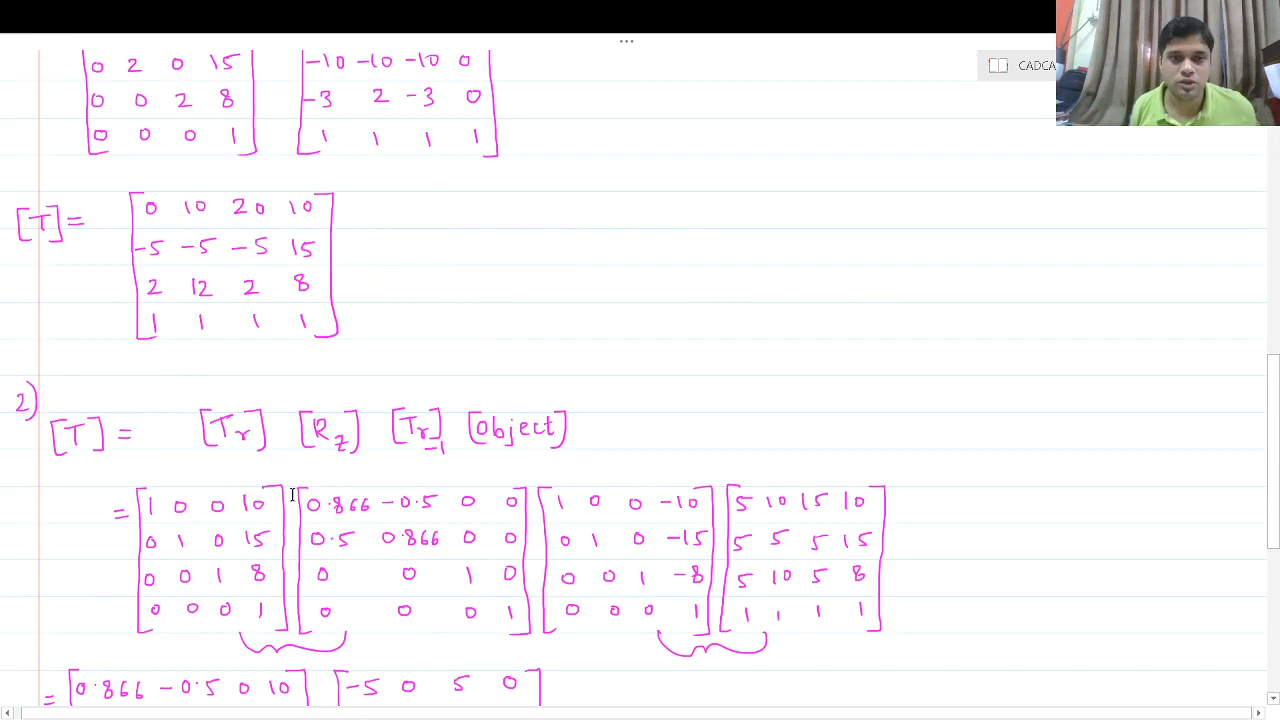 CADCA
0 2 0 15 -10 -10 -10 0
0 0 2 8 -3 2 -3 0
0 0 0 1 1 1 1 1
[T]=
0 10 20 10
-5 -5 -5 15
2 12 2 8
1 1 1 1
2)
[T] = [Tr] [Rz] [Tr]-1 [object]
= 1 0 0 10 0.866 -0.5 0 0 1 0 0 -10 5 10 15 10
0 1 0 15 0.5 0.866 0 0 0 1 0 -15 5 5 5 15
0 0 1 8 0 0 1 0 0 0 1 -8 5 10 5 8
0 0 0 1 0 0 0 1 0 0 0 1 1 1 1 1
= 0.866 -0.5 0 10 -5 0 5 0